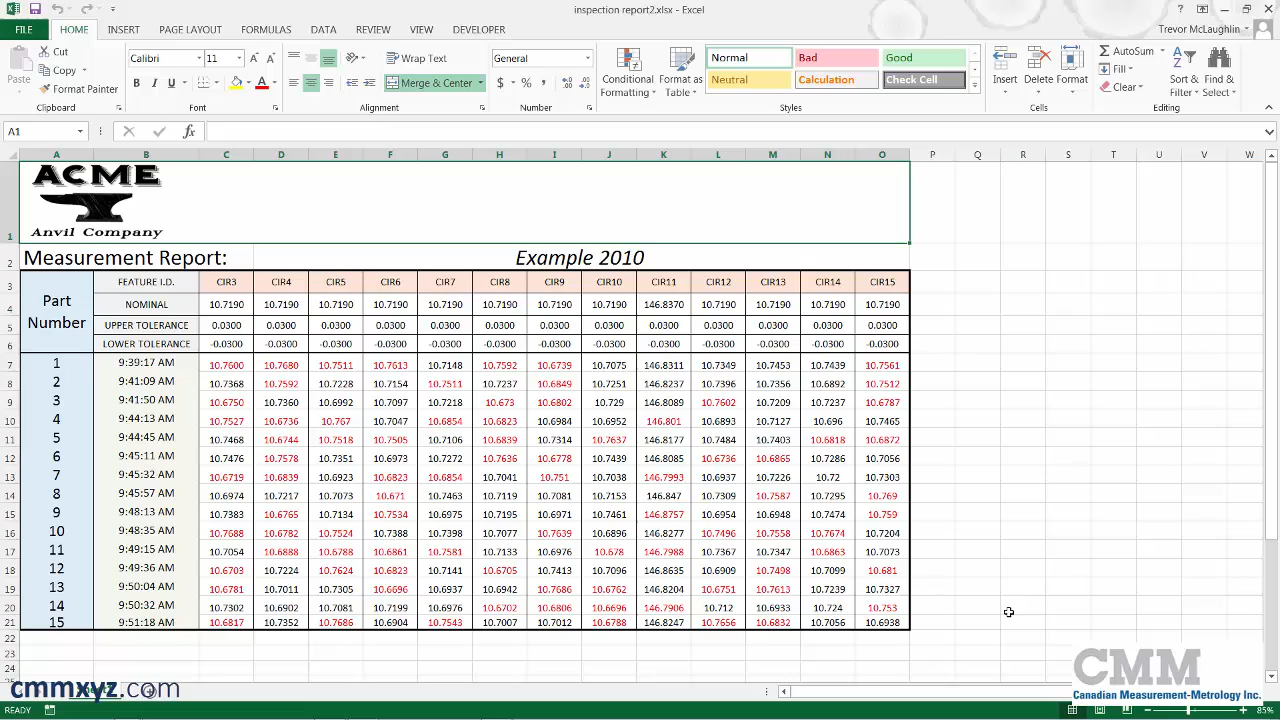 inspection report2.xlsx - Excel
FILE HOME INSERT PAGE LAYOUT FORMULAS DATA REVIEW VIEW DEVELOPER Trevor McLaughlin
Paste Cut Copy Format Painter
Calibri 11
Wrap Text
Merge & Center
General
Conditional Formatting Format as Table
Normal Bad Good
Neutral Calculation Check Cell
Insert Delete Format
AutoSum Fill Clear
Sort & Filter Find & Select
Clipboard Font Alignment Number Styles Cells Editing
A1
A B C D E F G H I J K L M N O P Q R S T U V W
ACME
Anvil Company
1
2 Measurement Report: Example 2010
Part Number
3 FEATURE I.D. CIR3 CIR4 CIR5 CIR6 CIR7 CIR8 CIR9 CIR10 CIR11 CIR12 CIR13 CIR14 CIR15
4 NOMINAL 10.7190 10.7190 10.7190 10.7190 10.7190 10.7190 10.7190 10.7190 146.8370 10.7190 10.7190 10.7190 10.7190
5 UPPER TOLERANCE 0.0300 0.0300 0.0300 0.0300 0.0300 0.0300 0.0300 0.0300 0.0300 0.0300 0.0300 0.0300 0.0300
6 LOWER TOLERANCE -0.0300 -0.0300 -0.0300 -0.0300 -0.0300 -0.0300 -0.0300 -0.0300 -0.0300 -0.0300 -0.0300 -0.0300 -0.0300
7 1 9:39:17 AM 10.7600 10.7680 10.7511 10.7613 10.7148 10.7592 10.6739 10.7075 146.8311 10.7349 10.7453 10.7439 10.7561
8 2 9:41:09 AM 10.7368 10.7592 10.7228 10.7154 10.7511 10.7237 10.6849 10.7251 146.8237 10.7396 10.7356 10.6892 10.7512
9 3 9:41:50 AM 10.6750 10.7360 10.6992 10.7097 10.7218 10.673 10.6802 10.729 146.8089 10.7602 10.7209 10.7237 10.6787
10 4 9:44:13 AM 10.7527 10.6736 10.767 10.7047 10.6854 10.6823 10.6984 10.6952 146.801 10.6893 10.7127 10.696 10.7465
11 5 9:44:45 AM 10.7468 10.6744 10.7518 10.7505 10.7106 10.6839 10.7314 10.7637 146.8177 10.7484 10.7403 10.6818 10.6872
12 6 9:45:11 AM 10.7476 10.7578 10.7351 10.6973 10.7272 10.7636 10.6778 10.7439 146.8085 10.6736 10.6865 10.7286 10.7056
13 7 9:45:32 AM 10.6719 10.6839 10.6923 10.6823 10.6854 10.7041 10.751 10.7038 146.7993 10.6937 10.7226 10.72 10.7303
14 8 9:45:57 AM 10.6974 10.7217 10.7073 10.671 10.7463 10.7119 10.7081 10.7153 146.847 10.7309 10.7587 10.7295 10.769
15 9 9:48:13 AM 10.7383 10.6765 10.7134 10.7534 10.6975 10.7195 10.6971 10.7461 146.8757 10.6954 10.6948 10.7474 10.759
16 10 9:48:35 AM 10.7688 10.6782 10.7524 10.7388 10.7398 10.7077 10.7639 10.6896 146.8077 10.7496 10.7558 10.7674 10.7204
17 11 9:49:15 AM 10.7054 10.6888 10.6788 10.6861 10.7581 10.7133 10.6976 10.678 146.7988 10.7367 10.7347 10.6863 10.7073
18 12 9:49:36 AM 10.6703 10.7224 10.7624 10.6823 10.7141 10.6705 10.7413 10.7096 146.8635 10.6909 10.7498 10.7099 10.681
19 13 9:50:04 AM 10.6781 10.7011 10.7305 10.6696 10.6937 10.6942 10.7686 10.6762 146.8204 10.6751 10.7613 10.7239 10.7327
20 14 9:50:32 AM 10.7302 10.6902 10.7081 10.7199 10.6976 10.6702 10.6806 10.6696 146.7906 10.712 10.6933 10.724 10.753
21 15 9:51:18 AM 10.6817 10.7352 10.7686 10.6904 10.7543 10.7007 10.7012 10.6788 146.8247 10.7656 10.6832 10.7056 10.6938
22
23
24
cmmxyz.com
CMM
Canadian Measurement-Metrology Inc.
READY 85%